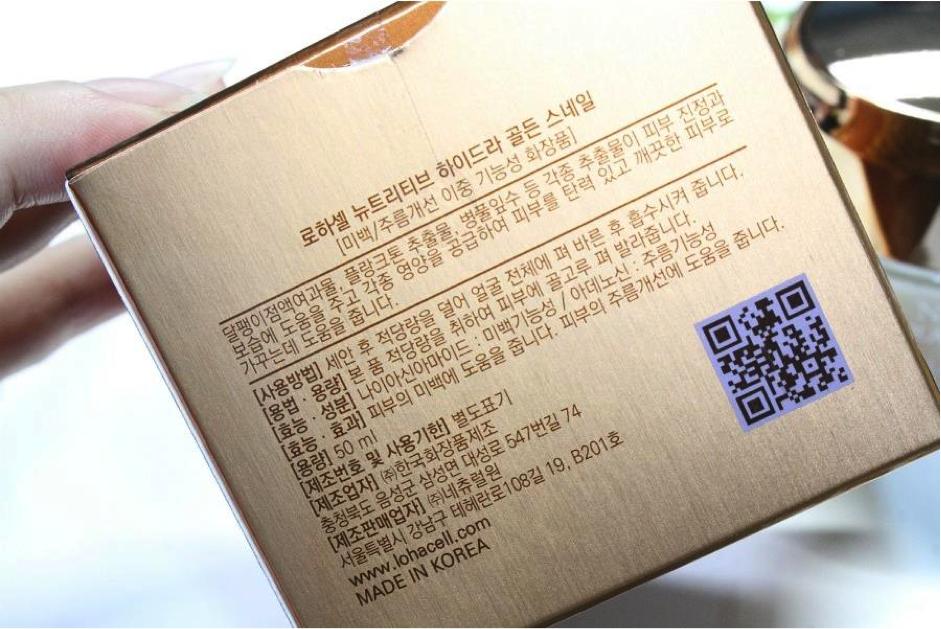 로하셀 뉴트리티브 하이드라 골든 스네일
[미백/주름개선 이중 기능성 화장품]
달팽이점액여과물, 플랑크톤 추출물, 병풀잎수 등 각종 추출물이 피부 진정과
보습에 도움을 주고 각종 영양을 공급하여 피부를 탄력 있고 깨끗한 피부로
가꾸는데 도움을 줍니다.
[사용방법] 세안 후 적당량을 덜어 얼굴 전체에 펴 바른 후 흡수시켜 줍니다.
[용법 · 용량] 본 품 적당량을 취하여 피부에 골고루 펴 발라줍니다.
[효능 · 성분] 나이아신아마이드 : 미백기능성 / 아데노신 : 주름기능성
[효능 · 효과] 피부의 미백에 도움을 줍니다. 피부의 주름개선에 도움을 줍니다.
[용량] 50 ml
[제조번호 및 사용기한] 별도표기
[제조업자] ㈜한국화장품제조
충청북도 음성군 삼성면 대성로 547번길 74
[제조판매업자] ㈜네츄럴원
서울특별시 강남구 테헤란로108길 19, B201호
www.lohacell.com
MADE IN KOREA